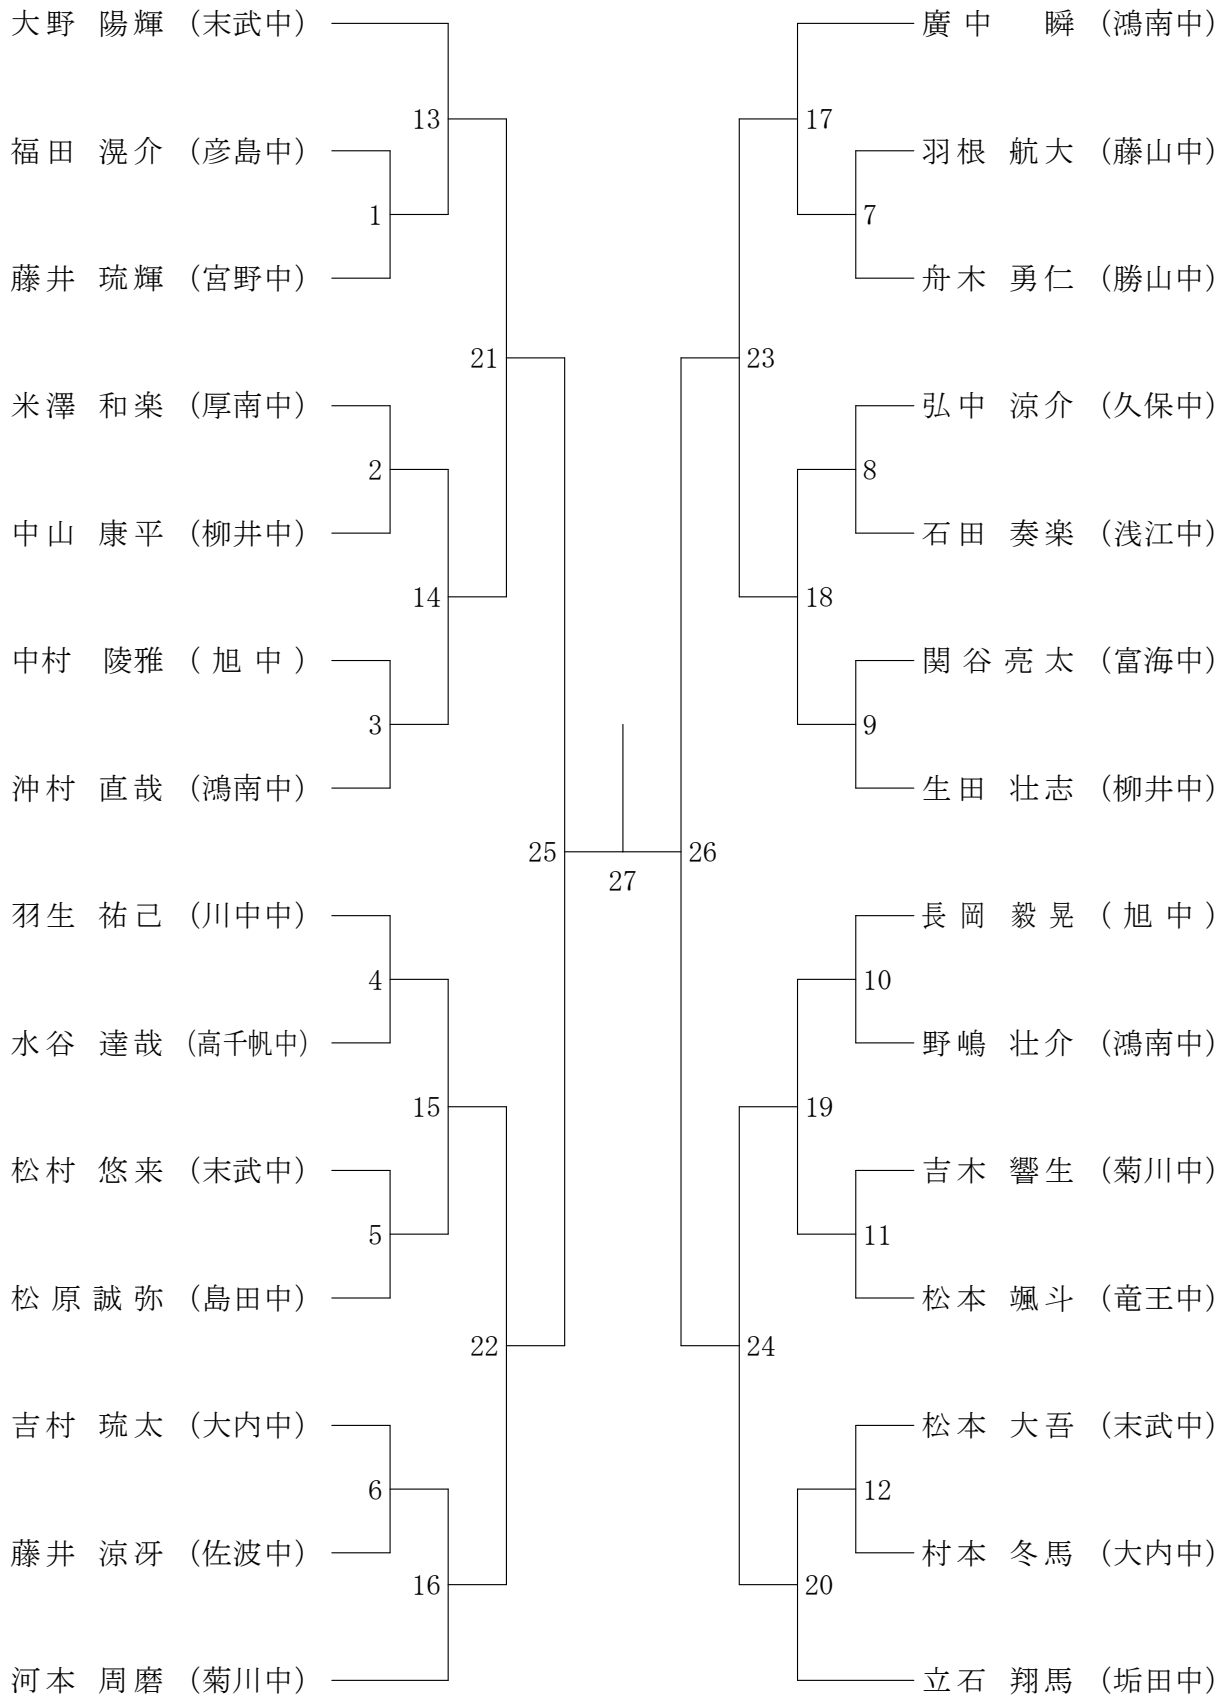 大野 陽輝 (末武中)
福田 滉介 (彦島中)
藤井 琉輝 (宮野中)
米澤 和楽 (厚南中)
中山 康平 (柳井中)
中村 陵雅 (旭中)
沖村 直哉 (鴻南中)
羽生 祐己 (川中中)
水谷 達哉 (高千帆中)
松村 悠来 (末武中)
松原誠弥 (島田中)
吉村 琉太 (大内中)
藤井 涼冴 (佐波中)
河本 周磨 (菊川中)
1
2
3
4
5
6
13
14
15
16
21
22
25
27
26
23
24
17
18
19
20
7
8
9
10
11
12
廣中 瞬 (鴻南中)
羽根 航大 (藤山中)
舟木 勇仁 (勝山中)
弘中 涼介 (久保中)
石田 奏楽 (浅江中)
関谷亮太 (富海中)
生田 壮志 (柳井中)
長岡 毅晃 (旭中)
野嶋 壮介 (鴻南中)
吉木 響生 (菊川中)
松本 颯斗 (竜王中)
松本 大吾 (末武中)
村本 冬馬 (大内中)
立石 翔馬 (垢田中)